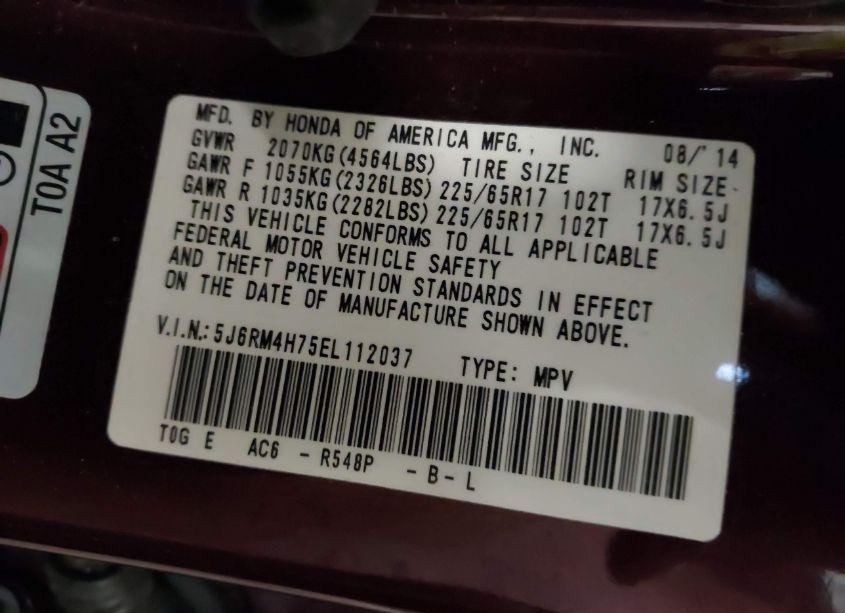 T0A A2
MFD. BY HONDA OF AMERICA MFG., INC. 08/'14
GVWR 2070KG(4564LBS) TIRE SIZE RIM SIZE
GAWR F 1055KG(2326LBS) 225/65R17 102T 17X6.5J
GAWR R 1035KG(2282LBS) 225/65R17 102T 17X6.5J
THIS VEHICLE CONFORMS TO ALL APPLICABLE
FEDERAL MOTOR VEHICLE SAFETY
AND THEFT PREVENTION STANDARDS IN EFFECT
ON THE DATE OF MANUFACTURE SHOWN ABOVE.
V.I.N.: 5J6RM4H75EL112037 TYPE: MPV
T0G E AC6 - R548P - B - L